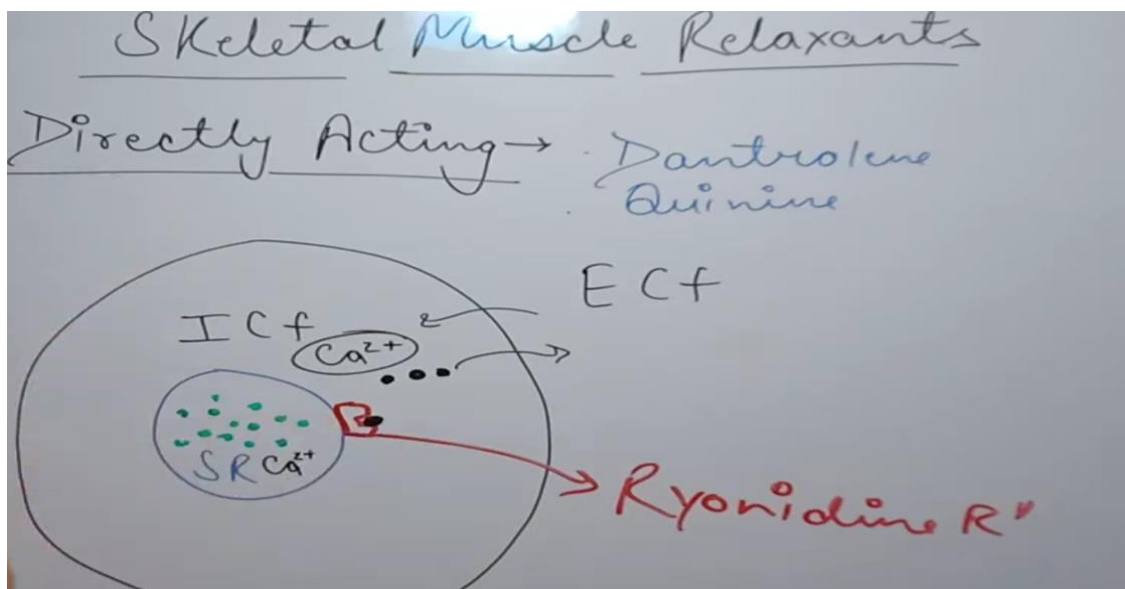 Skeletal Muscle Relaxants
Directly Acting → Dantrolene
Quinine
ECf
ICf
Ca²⁺
SR Ca²⁺
Ryonidine R'